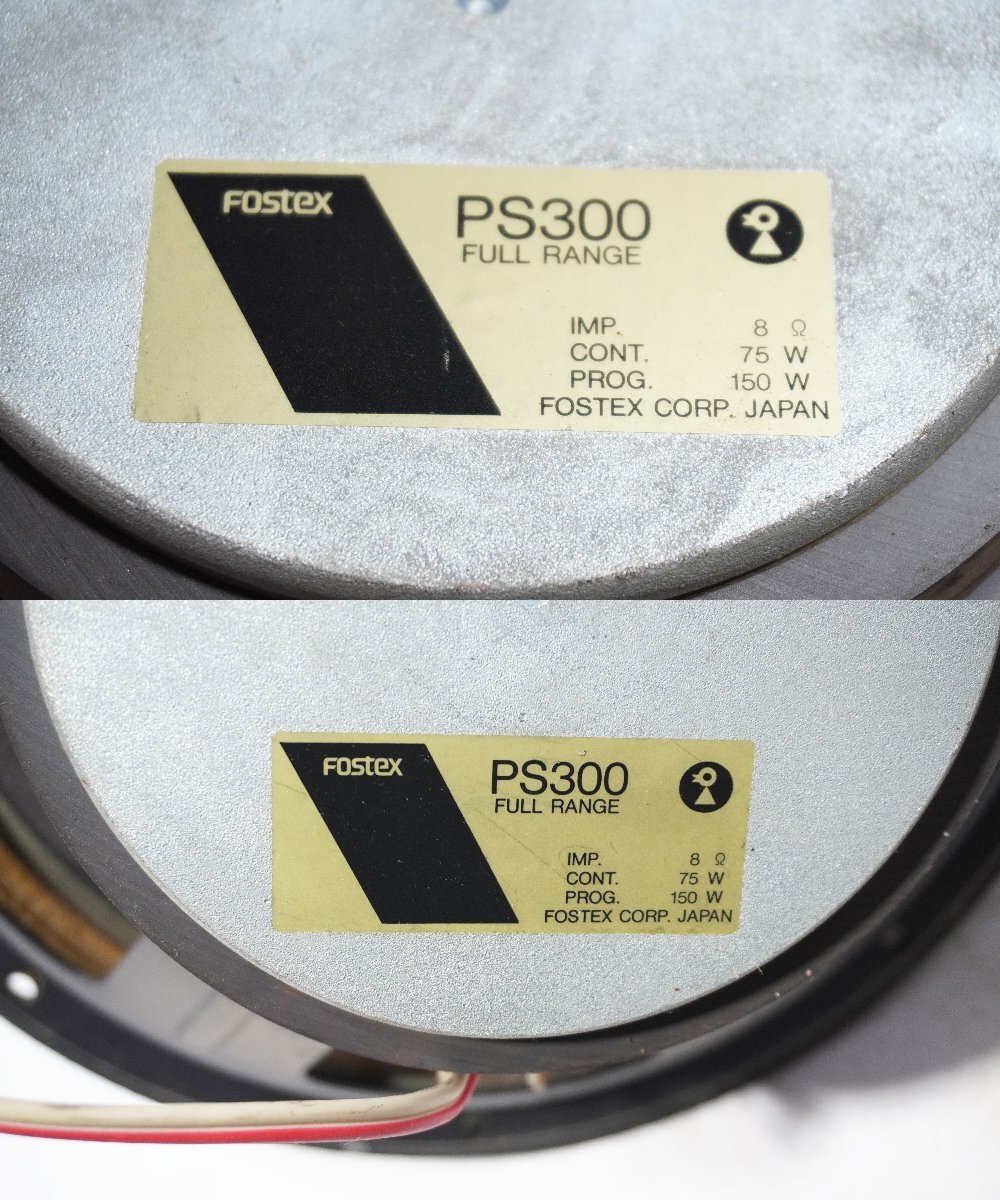 Fostex
PS300
FULL RANGE
IMP. 8 Ω
CONT. 75 W
PROG. 150 W
FOSTEX CORP. JAPAN
Fostex
PS300
FULL RANGE
IMP. 8 Ω
CONT. 75 W
PROG. 150 W
FOSTEX CORP. JAPAN